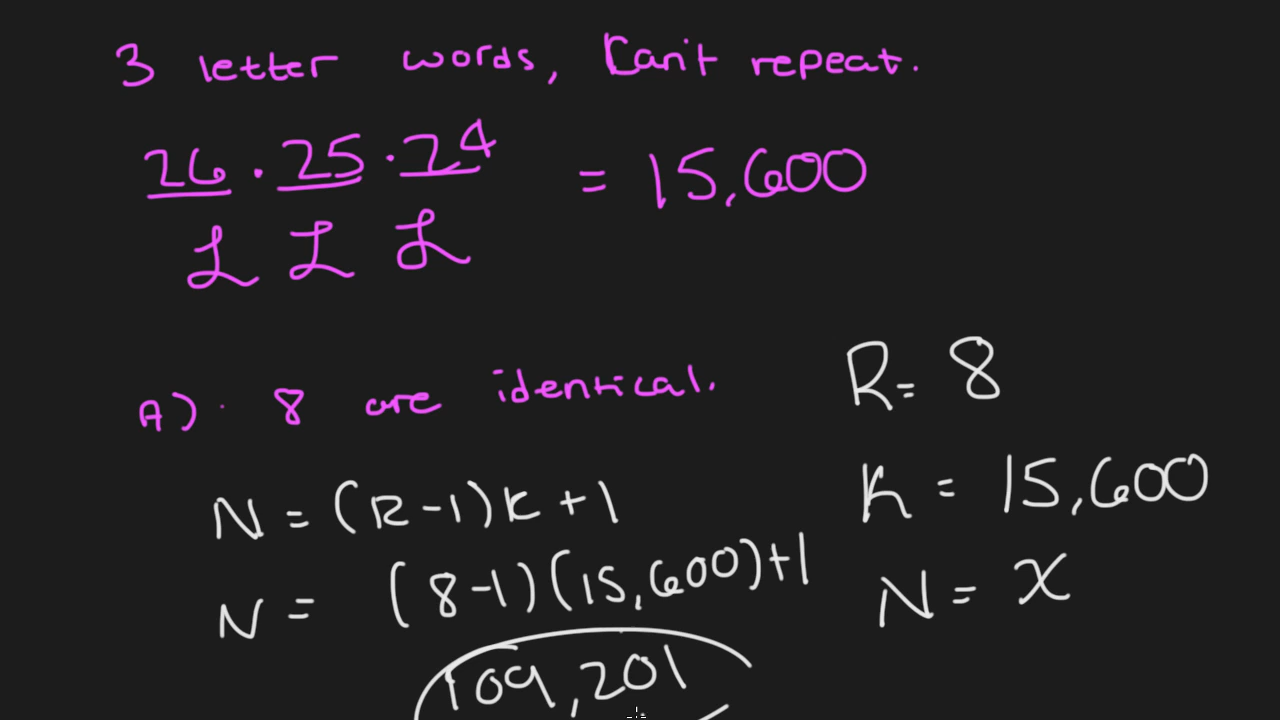 3 letter words, Can't repeat.
26 · 25 · 24 = 15,600
L L L
A). 8 are identical.
R = 8
N = (R-1)K+1
K = 15,600
N = (8-1)(15,600)+1
N = x
109,201